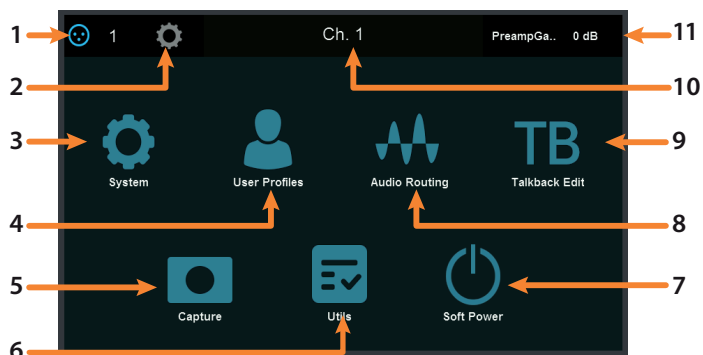 1 1 Ch. 1 PreampGa.. 0 dB 11
2 10
3 TB 9
System User Profiles Audio Routing Talkback Edit
4 8
5 7
Capture Utils Soft Power
6